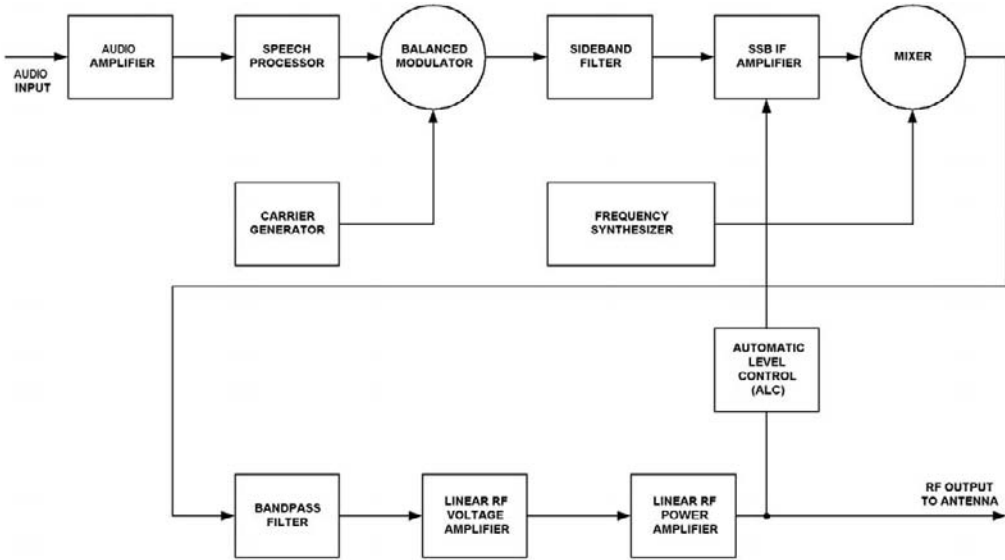 AUDIO
AMPLIFIER
SPEECH
PROCESSOR
BALANCED
MODULATOR
SIDEBAND
FILTER
SSB IF
AMPLIFIER
MIXER
AUDIO
INPUT
CARRIER
GENERATOR
FREQUENCY
SYNTHESIZER
AUTOMATIC
LEVEL
CONTROL
(ALC)
BANDPASS
FILTER
LINEAR RF
VOLTAGE
AMPLIFIER
LINEAR RF
POWER
AMPLIFIER
RF OUTPUT
TO ANTENNA